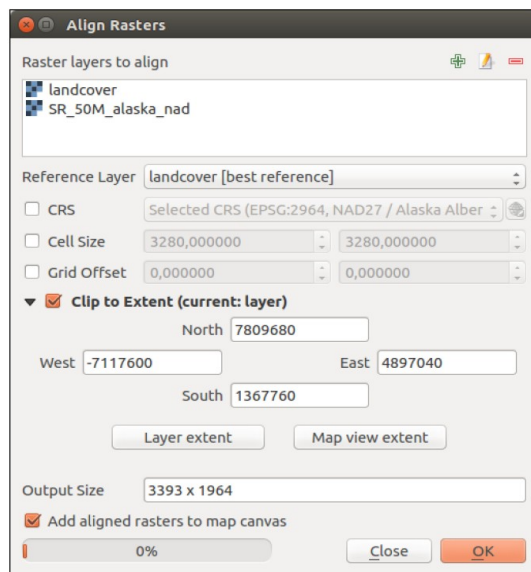 Align Rasters
Raster layers to align
landcover
SR_50M_alaska_nad
Reference Layer landcover [best reference]
CRS Selected CRS (EPSG:2964, NAD27 / Alaska Alber
Cell Size 3280,000000 3280,000000
Grid Offset 0,000000 0,000000
Clip to Extent (current: layer)
North 7809680
West -7117600 East 4897040
South 1367760
Layer extent Map view extent
Output Size 3393 x 1964
Add aligned rasters to map canvas
0% Close OK